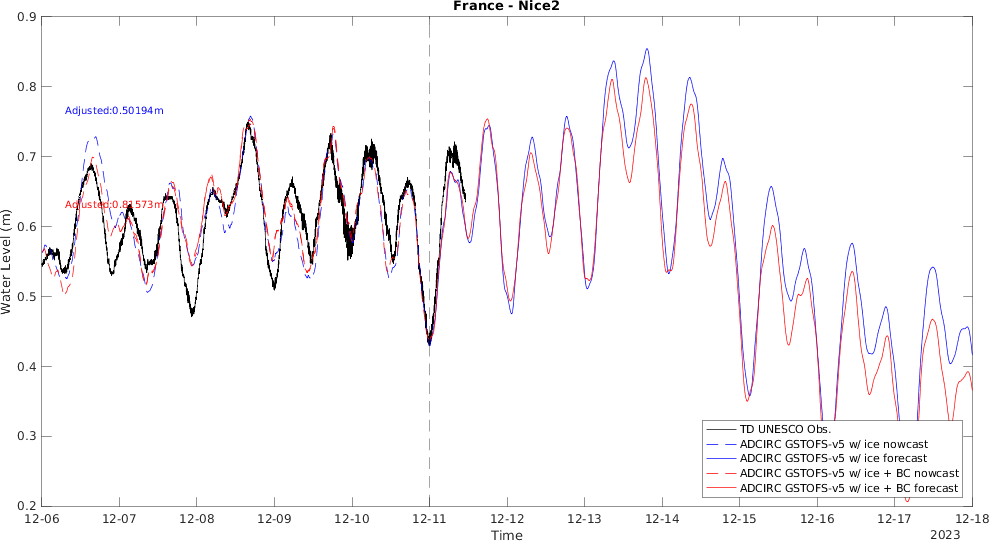 France - Nice2
0.9
0.8
0.7
0.6
0.5
0.4
0.3
0.2
Water Level (m)
Adjusted:0.50194m
Adjusted:0.81573m
TD UNESCO Obs.
ADCIRC GSTOFS-v5 w/ ice nowcast
ADCIRC GSTOFS-v5 w/ ice forecast
ADCIRC GSTOFS-v5 w/ ice + BC nowcast
ADCIRC GSTOFS-v5 w/ ice + BC forecast
12-06 12-07 12-08 12-09 12-10 12-11 12-12 12-13 12-14 12-15 12-16 12-17 12-18
Time
2023